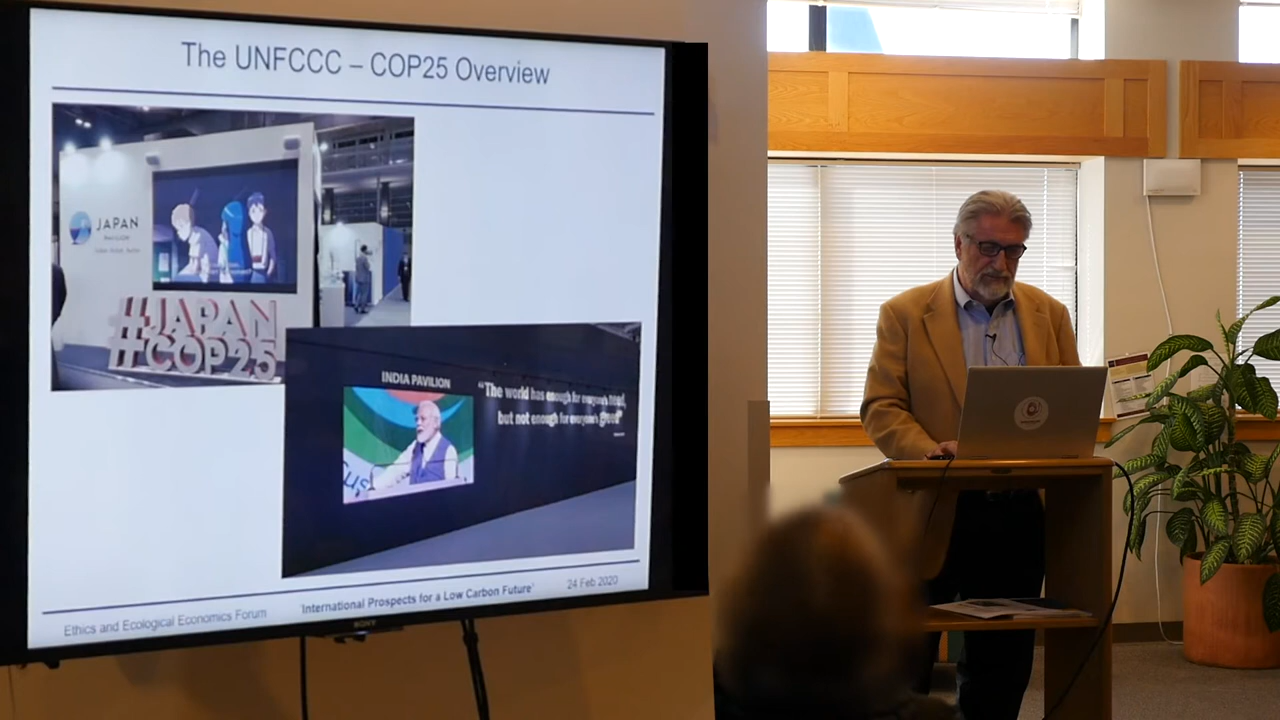 The UNFCCC – COP25 Overview
JAPAN
PAVILION
#JAPAN
#COP25
INDIA PAVILION
“The world has enough for everyone's need,
but not enough for everyone's greed”
Ethics and Ecological Economics Forum
'International Prospects for a Low Carbon Future'
24 Feb 2020
SONY